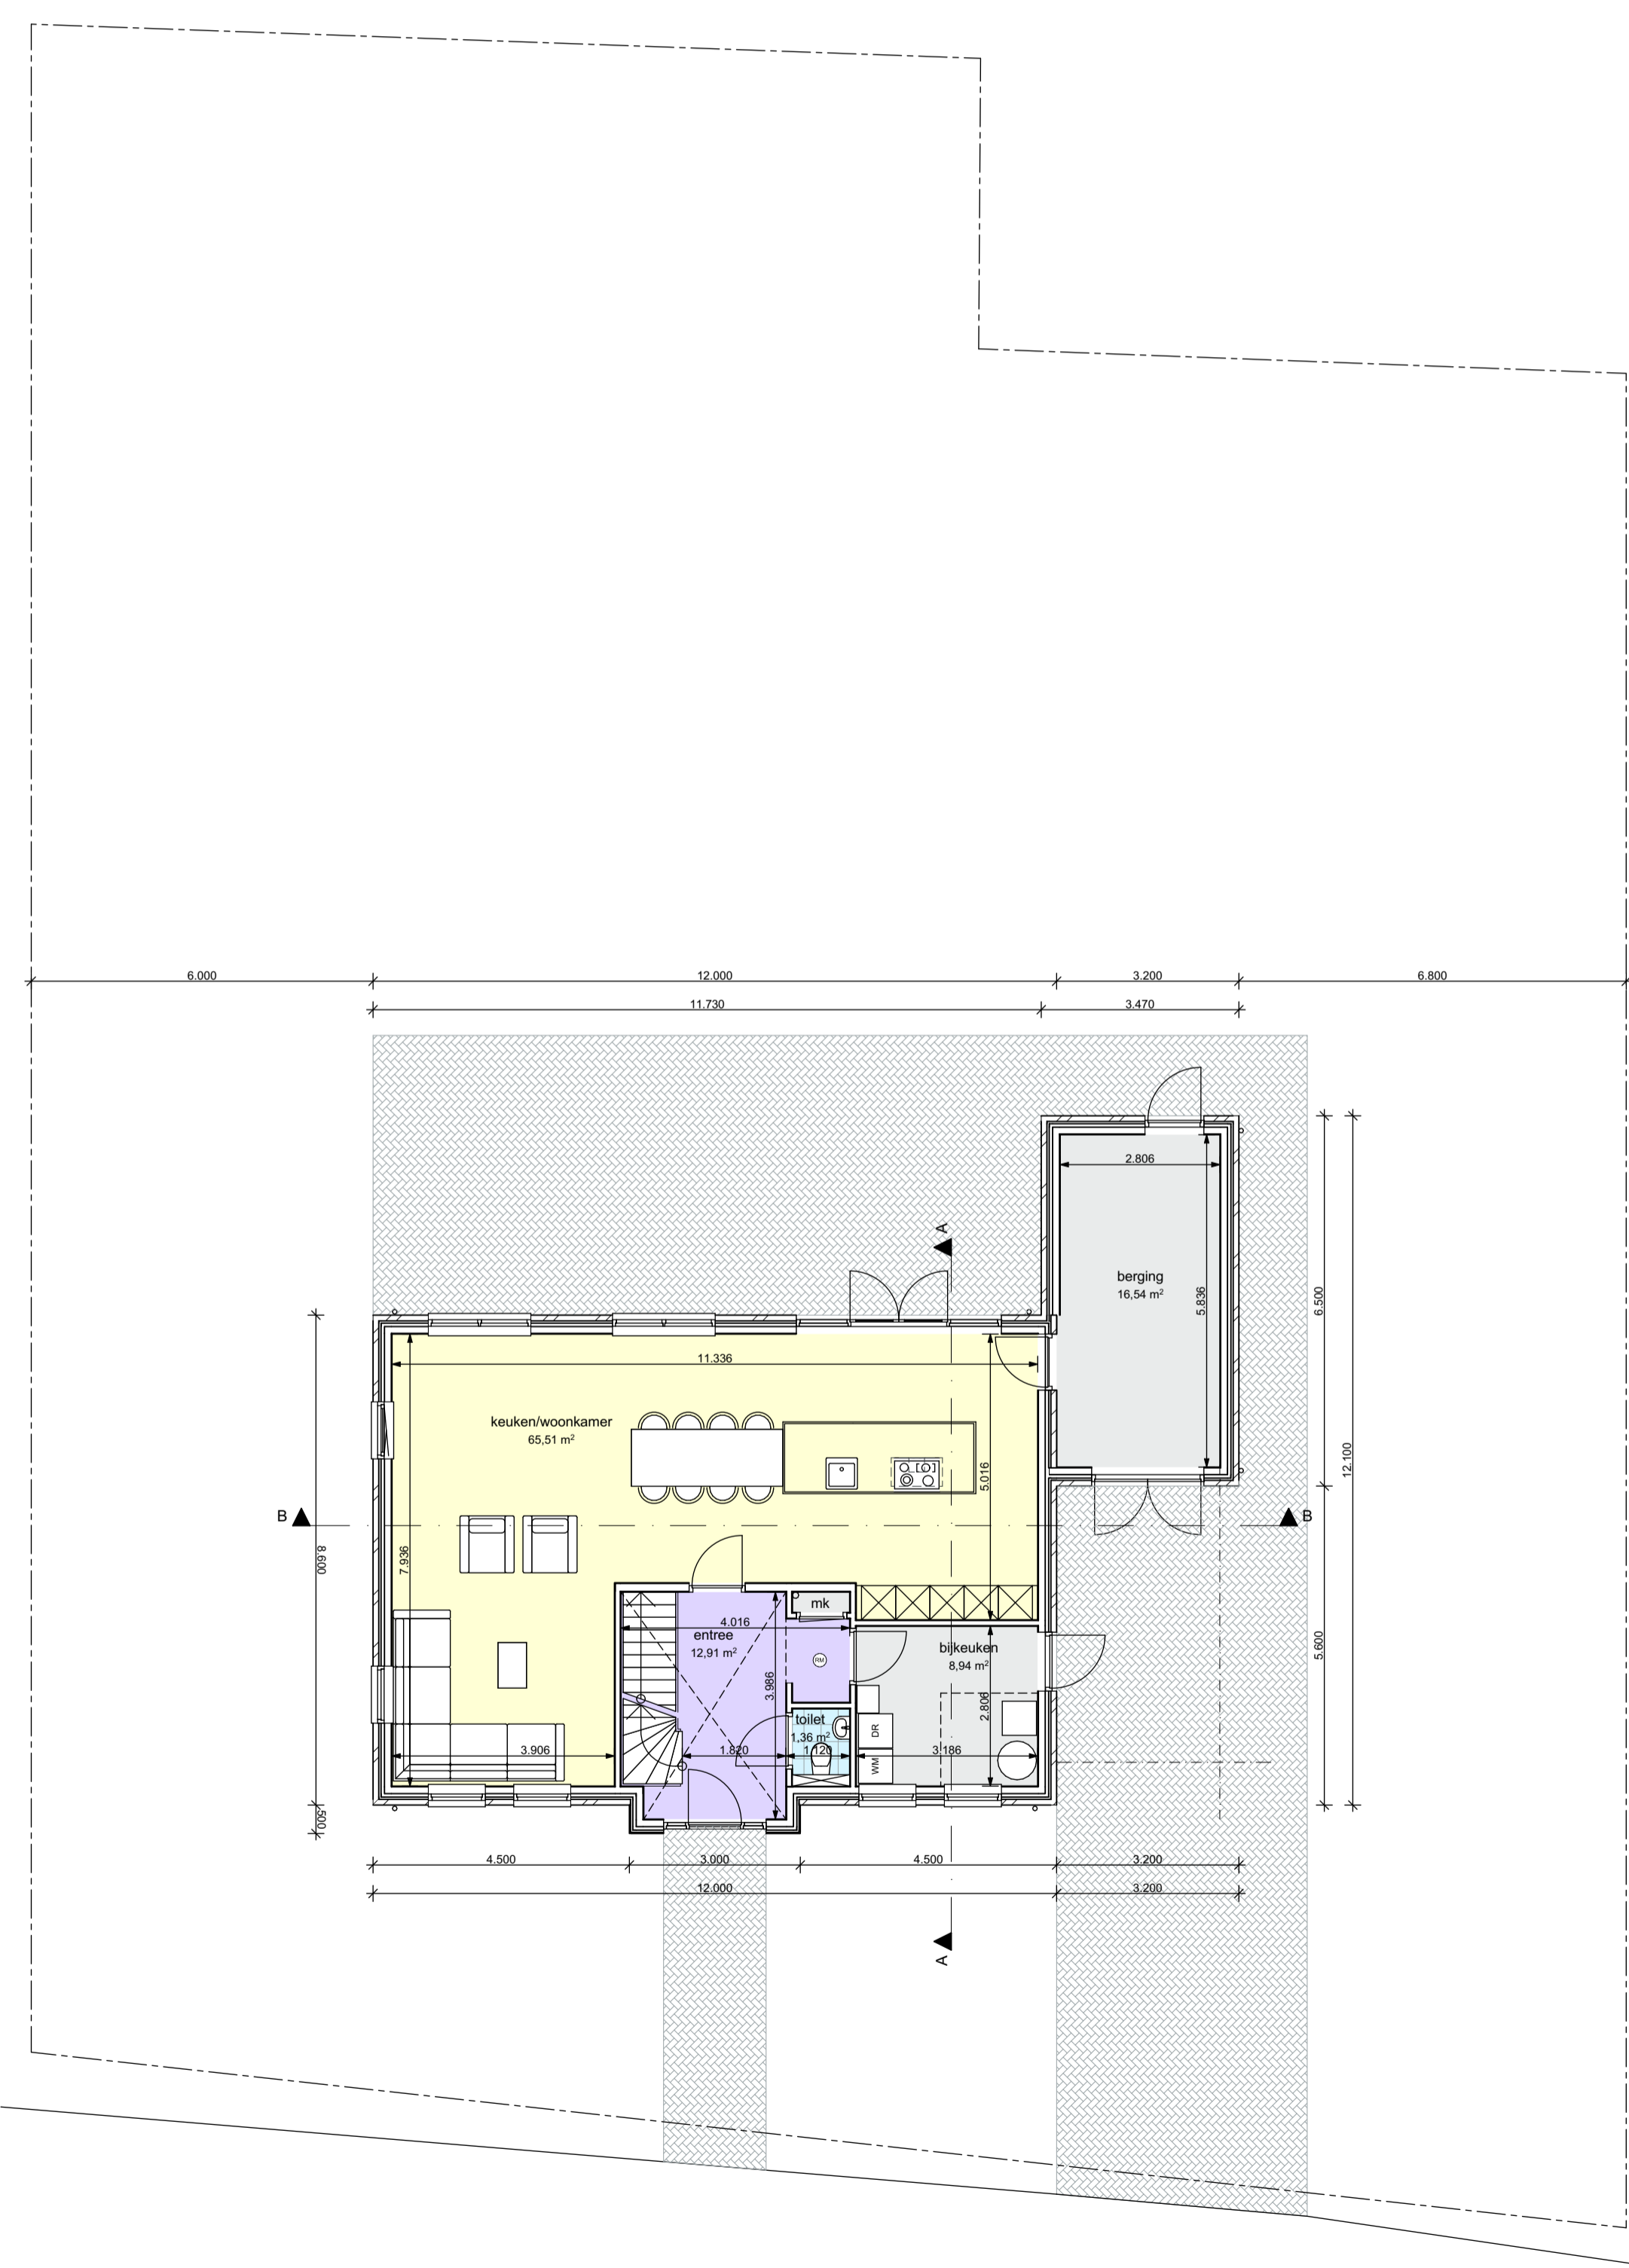 6.000
12.000
3.200
6.800
11.730
3.470
2.806
A
berging
16,54 m²
5.836
6.500
12.100
11.336
keuken/woonkamer
65,51 m²
5.016
B
B
8.600
7.936
mk
4.016
entree
12,91 m²
RM
bijkeuken
8,94 m²
5.600
3.986
2.806
toilet
1,36 m²
DR
3.906
1.820
1.120
3.186
WM
500
4.500
3.000
4.500
3.200
12.000
3.200
A